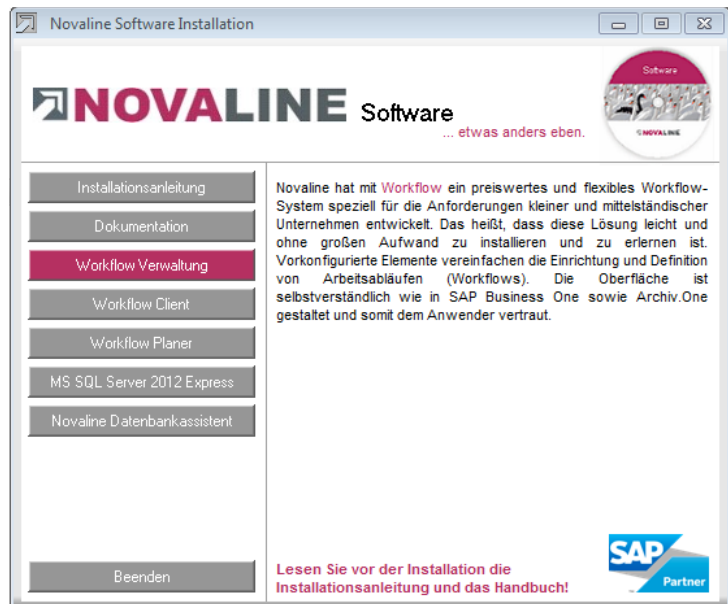 Novaline Software Installation
NOVALINE Software
... etwas anders eben.
Software
NOVALINE
Installationsanleitung
Dokumentation
Workflow Verwaltung
Workflow Client
Workflow Planer
MS SQL Server 2012 Express
Novaline Datenbankassistent
Beenden
Novaline hat mit Workflow ein preiswertes und flexibles Workflow-
System speziell für die Anforderungen kleiner und mittelständischer
Unternehmen entwickelt. Das heißt, dass diese Lösung leicht und
ohne großen Aufwand zu installieren und zu erlernen ist.
Vorkonfigurierte Elemente vereinfachen die Einrichtung und Definition
von Arbeitsabläufen (Workflows). Die Oberfläche ist
selbstverständlich wie in SAP Business One sowie Archiv.One
gestaltet und somit dem Anwender vertraut.
Lesen Sie vor der Installation die
Installationsanleitung und das Handbuch!
SAP
Partner